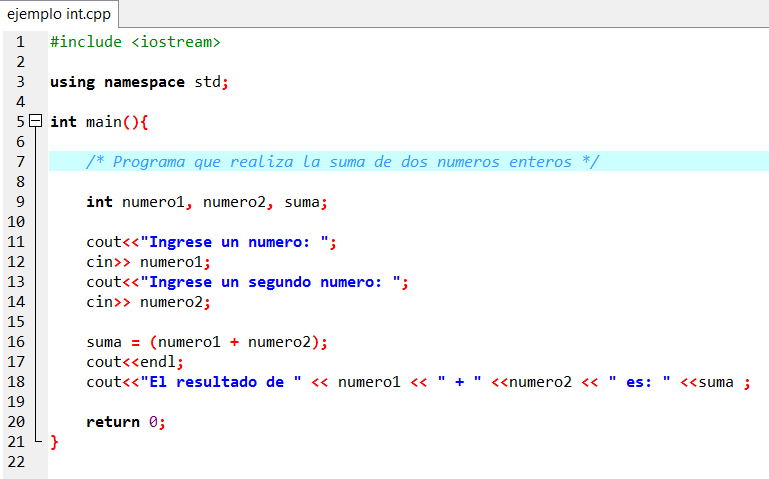 ejemplo int.cpp
1 #include <iostream>
2
3 using namespace std;
4
5 int main(){
6
7 /* Programa que realiza la suma de dos numeros enteros */
8
9 int numero1, numero2, suma;
10
11 cout<<"Ingrese un numero: ";
12 cin>> numero1;
13 cout<<"Ingrese un segundo numero: ";
14 cin>> numero2;
15
16 suma = (numero1 + numero2);
17 cout<<endl;
18 cout<<"El resultado de " << numero1 << " + " <<numero2 << " es: " <<suma ;
19
20 return 0;
21 }
22